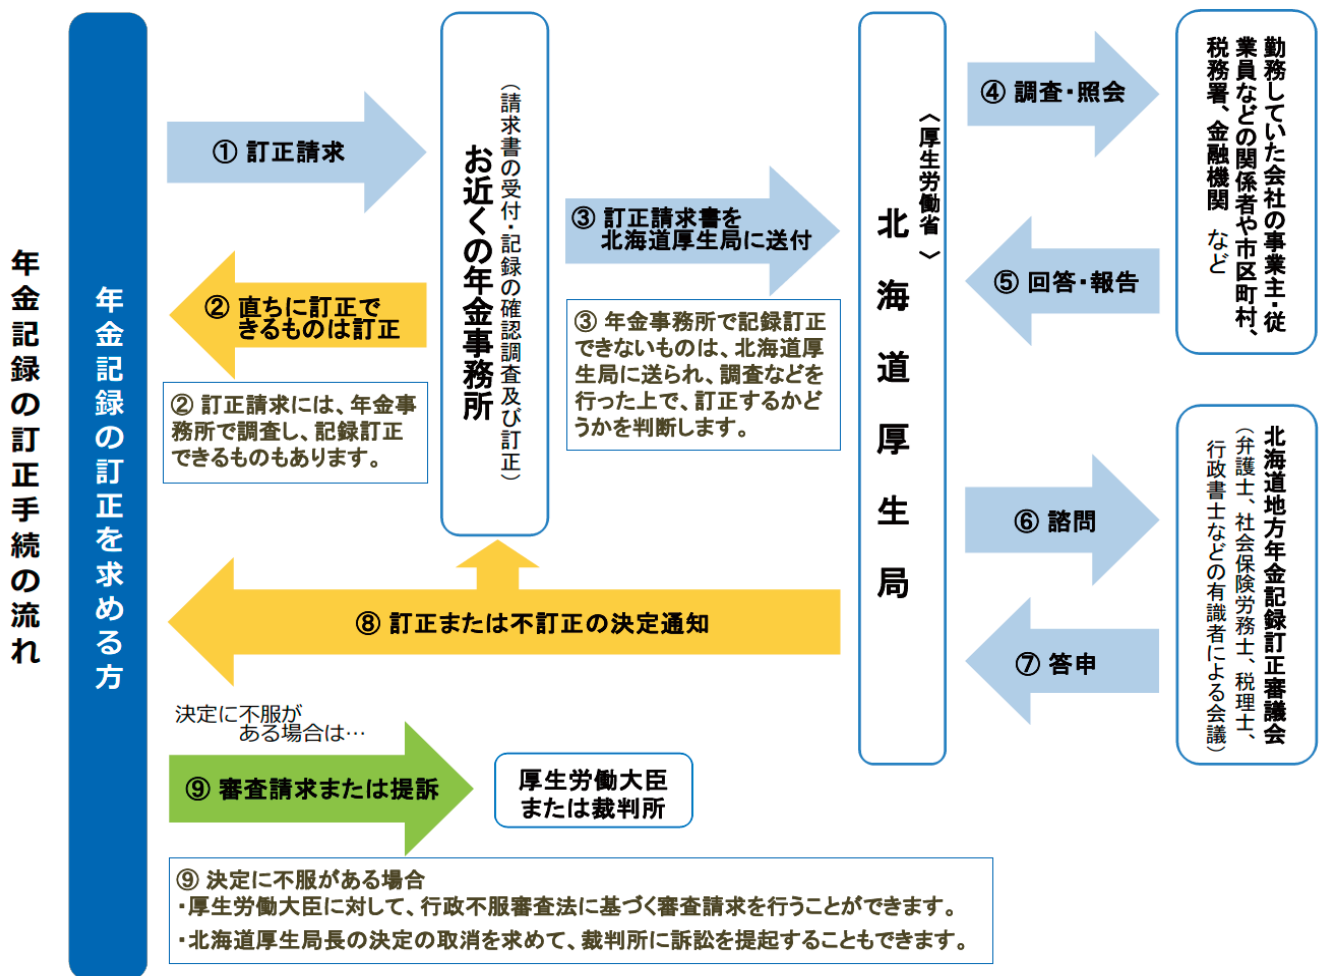 年金記録の訂正手続の流れ
年金記録の訂正を求める方
① 訂正請求
② 直ちに訂正で
きるものは訂正
② 訂正請求には、年金事
務所で調査し、記録訂正
できるものもあります。
お近くの年金事務所
（請求書の受付・記録の確認調査及び訂正）
③ 訂正請求書を
北海道厚生局に送付
③ 年金事務所で記録訂正
できないものは、北海道厚
生局に送られ、調査などを
行った上で、訂正するかど
うかを判断します。
〈厚生労働省〉
北海道厚生局
④ 調査・照会
⑤ 回答・報告
勤務していた会社の事業主・従
業員などの関係者や市区町村、
税務署、金融機関 など
⑥ 諮問
⑦ 答申
北海道地方年金記録訂正審議会
（弁護士、社会保険労務士、税理士、
行政書士などの有識者による会議）
⑧ 訂正または不訂正の決定通知
決定に不服が
ある場合は…
⑨ 審査請求または提訴
厚生労働大臣
または裁判所
⑨ 決定に不服がある場合
・厚生労働大臣に対して、行政不服審査法に基づく審査請求を行うことができます。
・北海道厚生局長の決定の取消を求めて、裁判所に訴訟を提起することもできます。